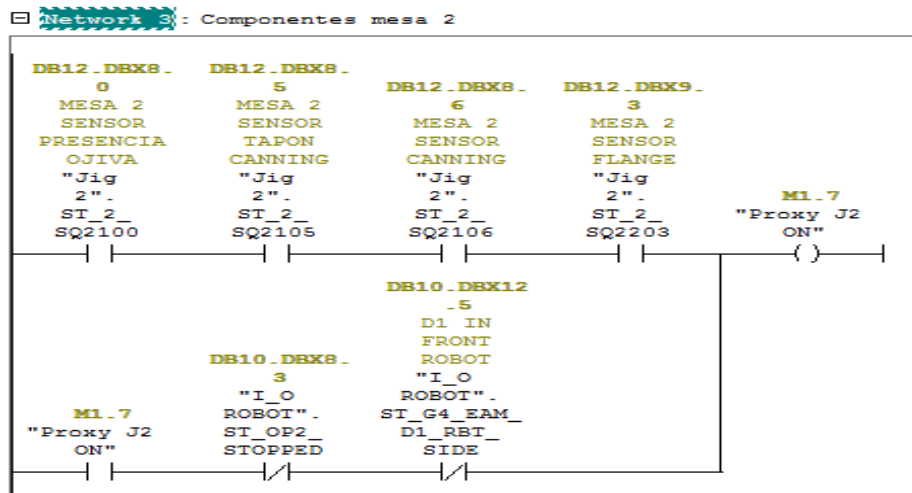 Network 3: Componentes mesa 2
DB12.DBX8.
0
MESA 2
SENSOR
PRESENCIA
OJIVA
"Jig
2".
ST_2_
SQ2100
DB12.DBX8.
5
MESA 2
SENSOR
TAPON
CANNING
"Jig
2".
ST_2_
SQ2105
DB12.DBX8.
6
MESA 2
SENSOR
CANNING
"Jig
2".
ST_2_
SQ2106
DB12.DBX9.
3
MESA 2
SENSOR
FLANGE
"Jig
2".
ST_2_
SQ2203
M1.7
"Proxy J2
ON"
M1.7
"Proxy J2
ON"
DB10.DBX8.
3
"I_O
ROBOT".
ST_OP2_
STOPPED
DB10.DBX12
.5
D1 IN
FRONT
ROBOT
"I_O
ROBOT".
ST_G4_EAM_
D1_RBT_
SIDE